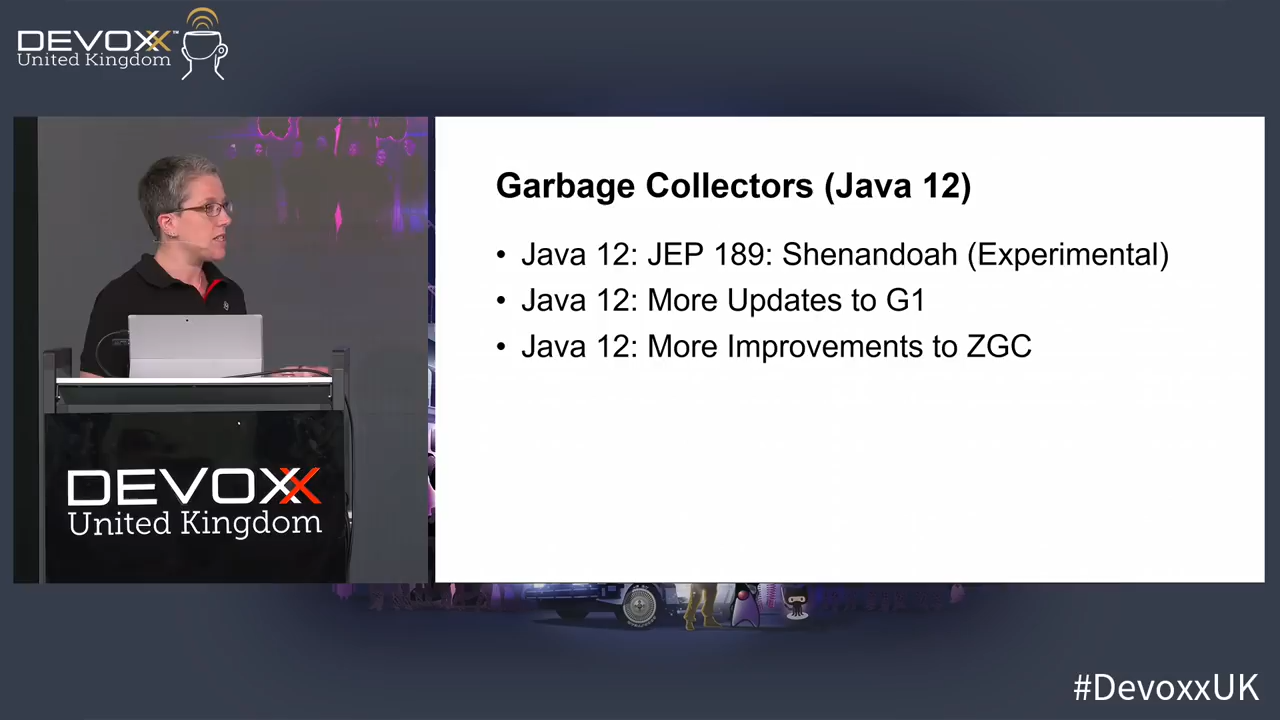 DEVOXX™
United Kingdom
Garbage Collectors (Java 12)
• Java 12: JEP 189: Shenandoah (Experimental)
• Java 12: More Updates to G1
• Java 12: More Improvements to ZGC
DEVOXX
United Kingdom
#DevoxxUK